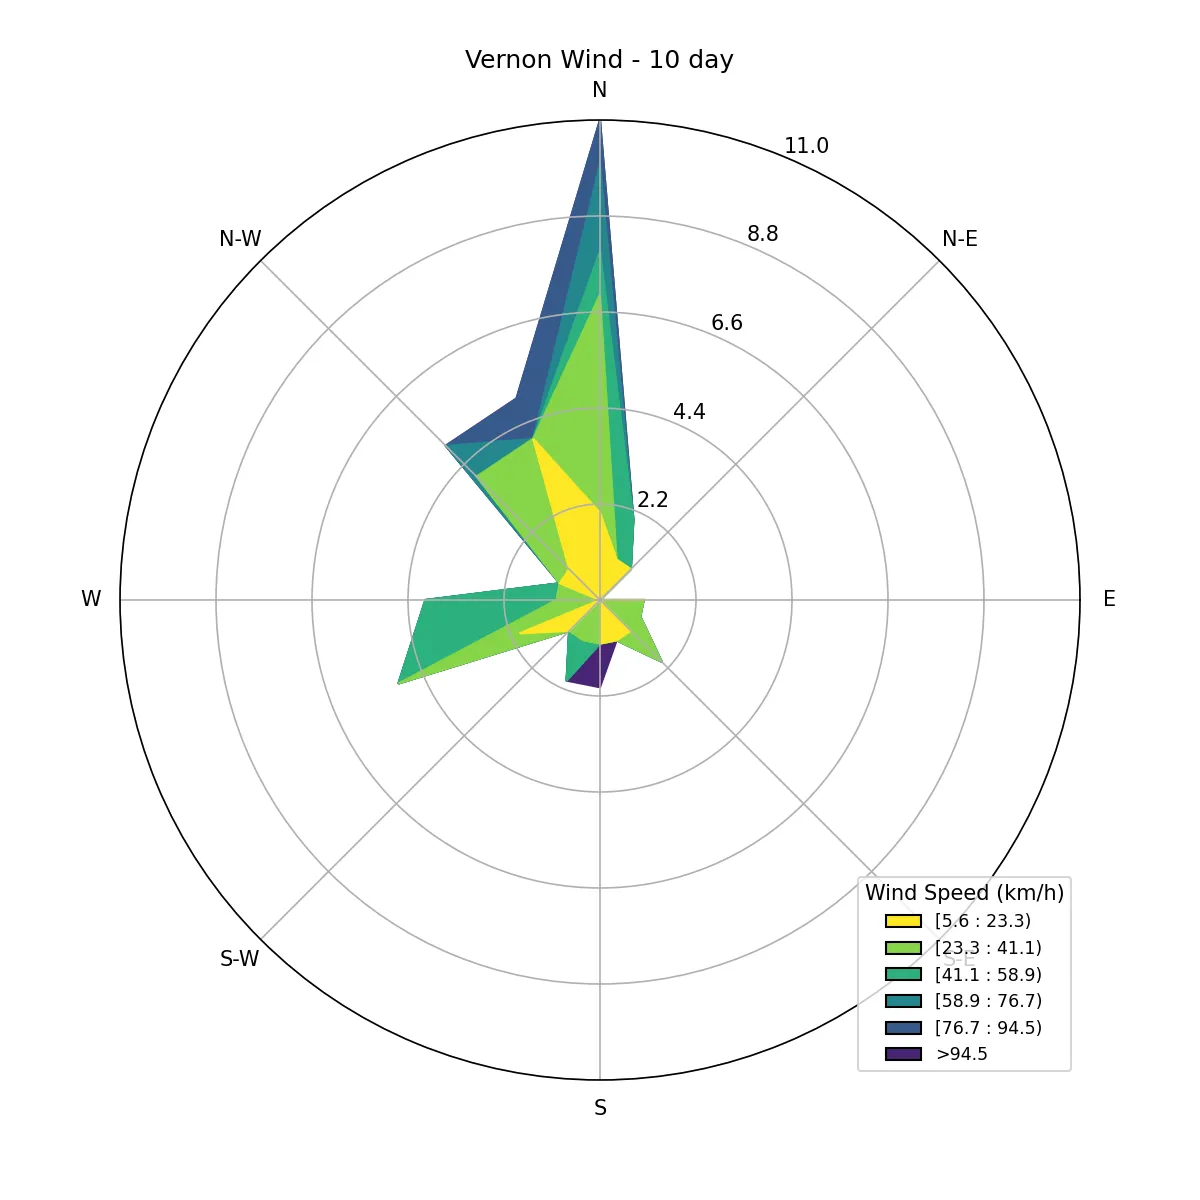 Vernon Wind - 10 day
N
11.0
N-W
8.8
N-E
6.6
4.4
2.2
W
E
Wind Speed (km/h)
[5.6 : 23.3)
[23.3 : 41.1)
S-W
S-E
[41.1 : 58.9)
[58.9 : 76.7)
[76.7 : 94.5)
>94.5
S